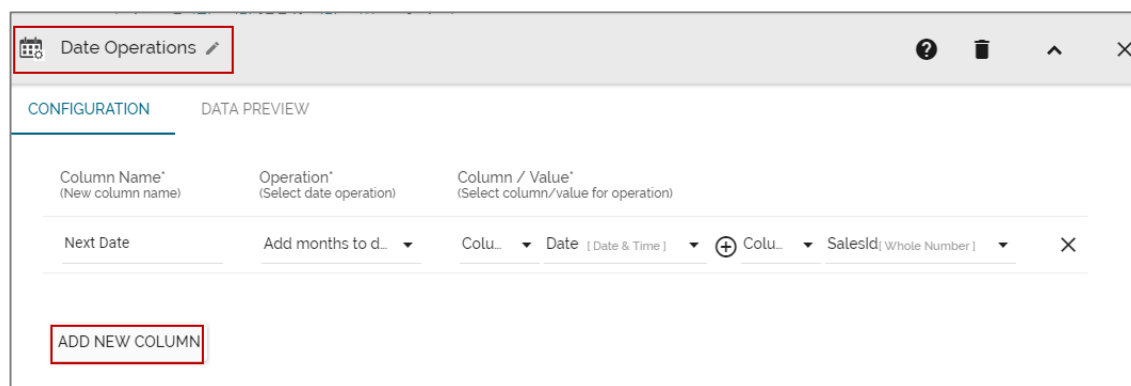 Date Operations
CONFIGURATION DATA PREVIEW
Column Name* Operation* Column / Value*
(New column name) (Select date operation) (Select column/value for operation)
Next Date Add months to d... Colu... Date [ Date & Time ] Colu... SalesId[ Whole Number ]
ADD NEW COLUMN